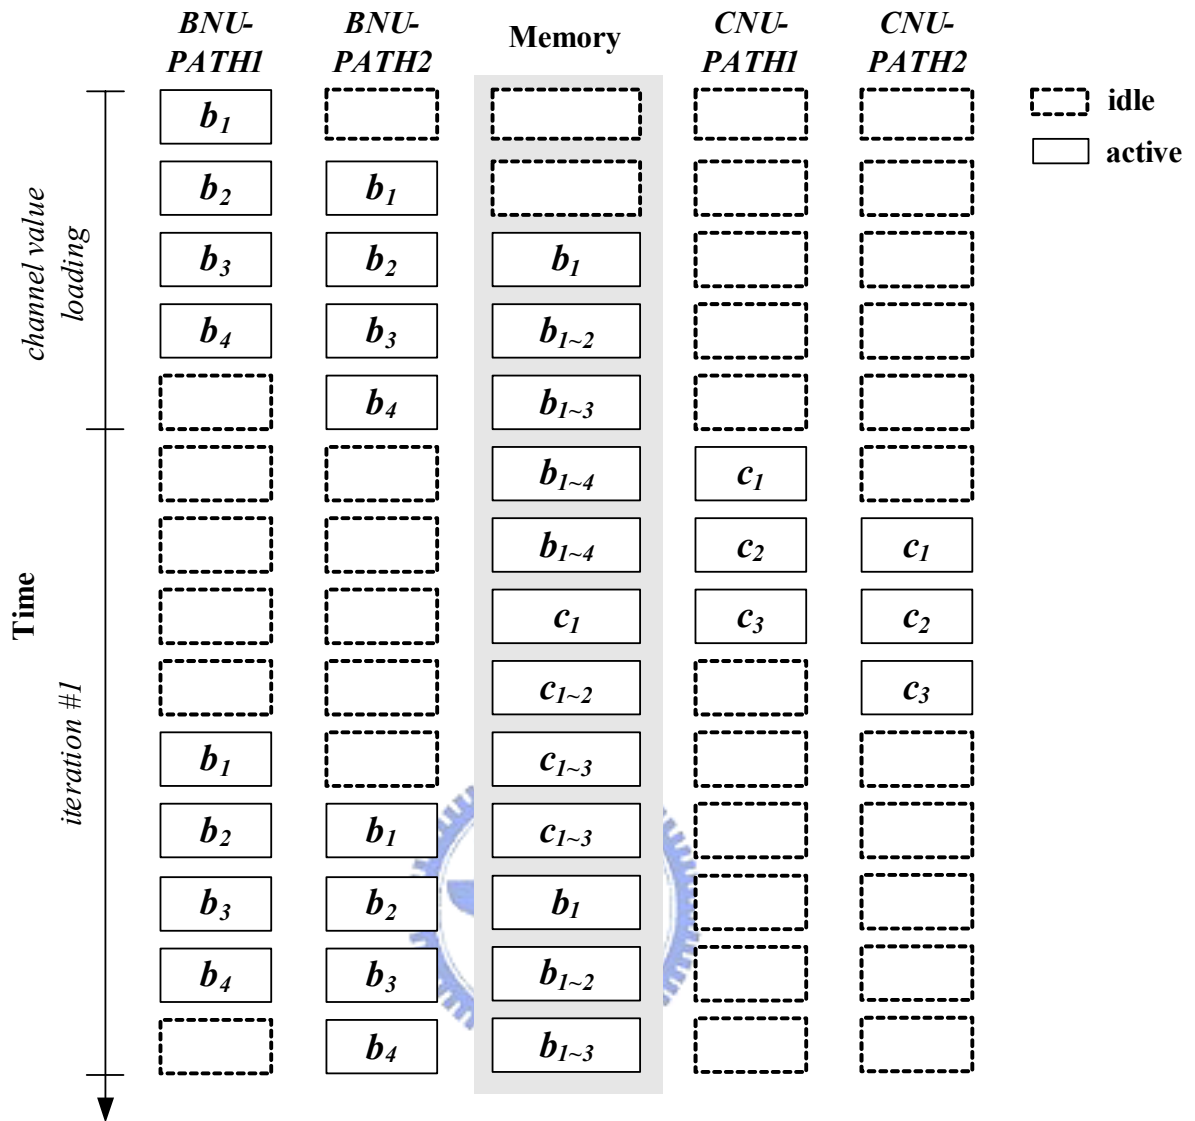 BNU-
PATH1
BNU-
PATH2
Memory
CNU-
PATH1
CNU-
PATH2
idle
active
channel value
loading
Time
iteration #1
b1
b2 b1
b3 b2 b1
b4 b3 b1~2
b4 b1~3
b1~4 c1
b1~4 c2 c1
c1 c3 c2
c1~2 c3
b1 c1~3
b2 b1 c1~3
b3 b2 b1
b4 b3 b1~2
b4 b1~3